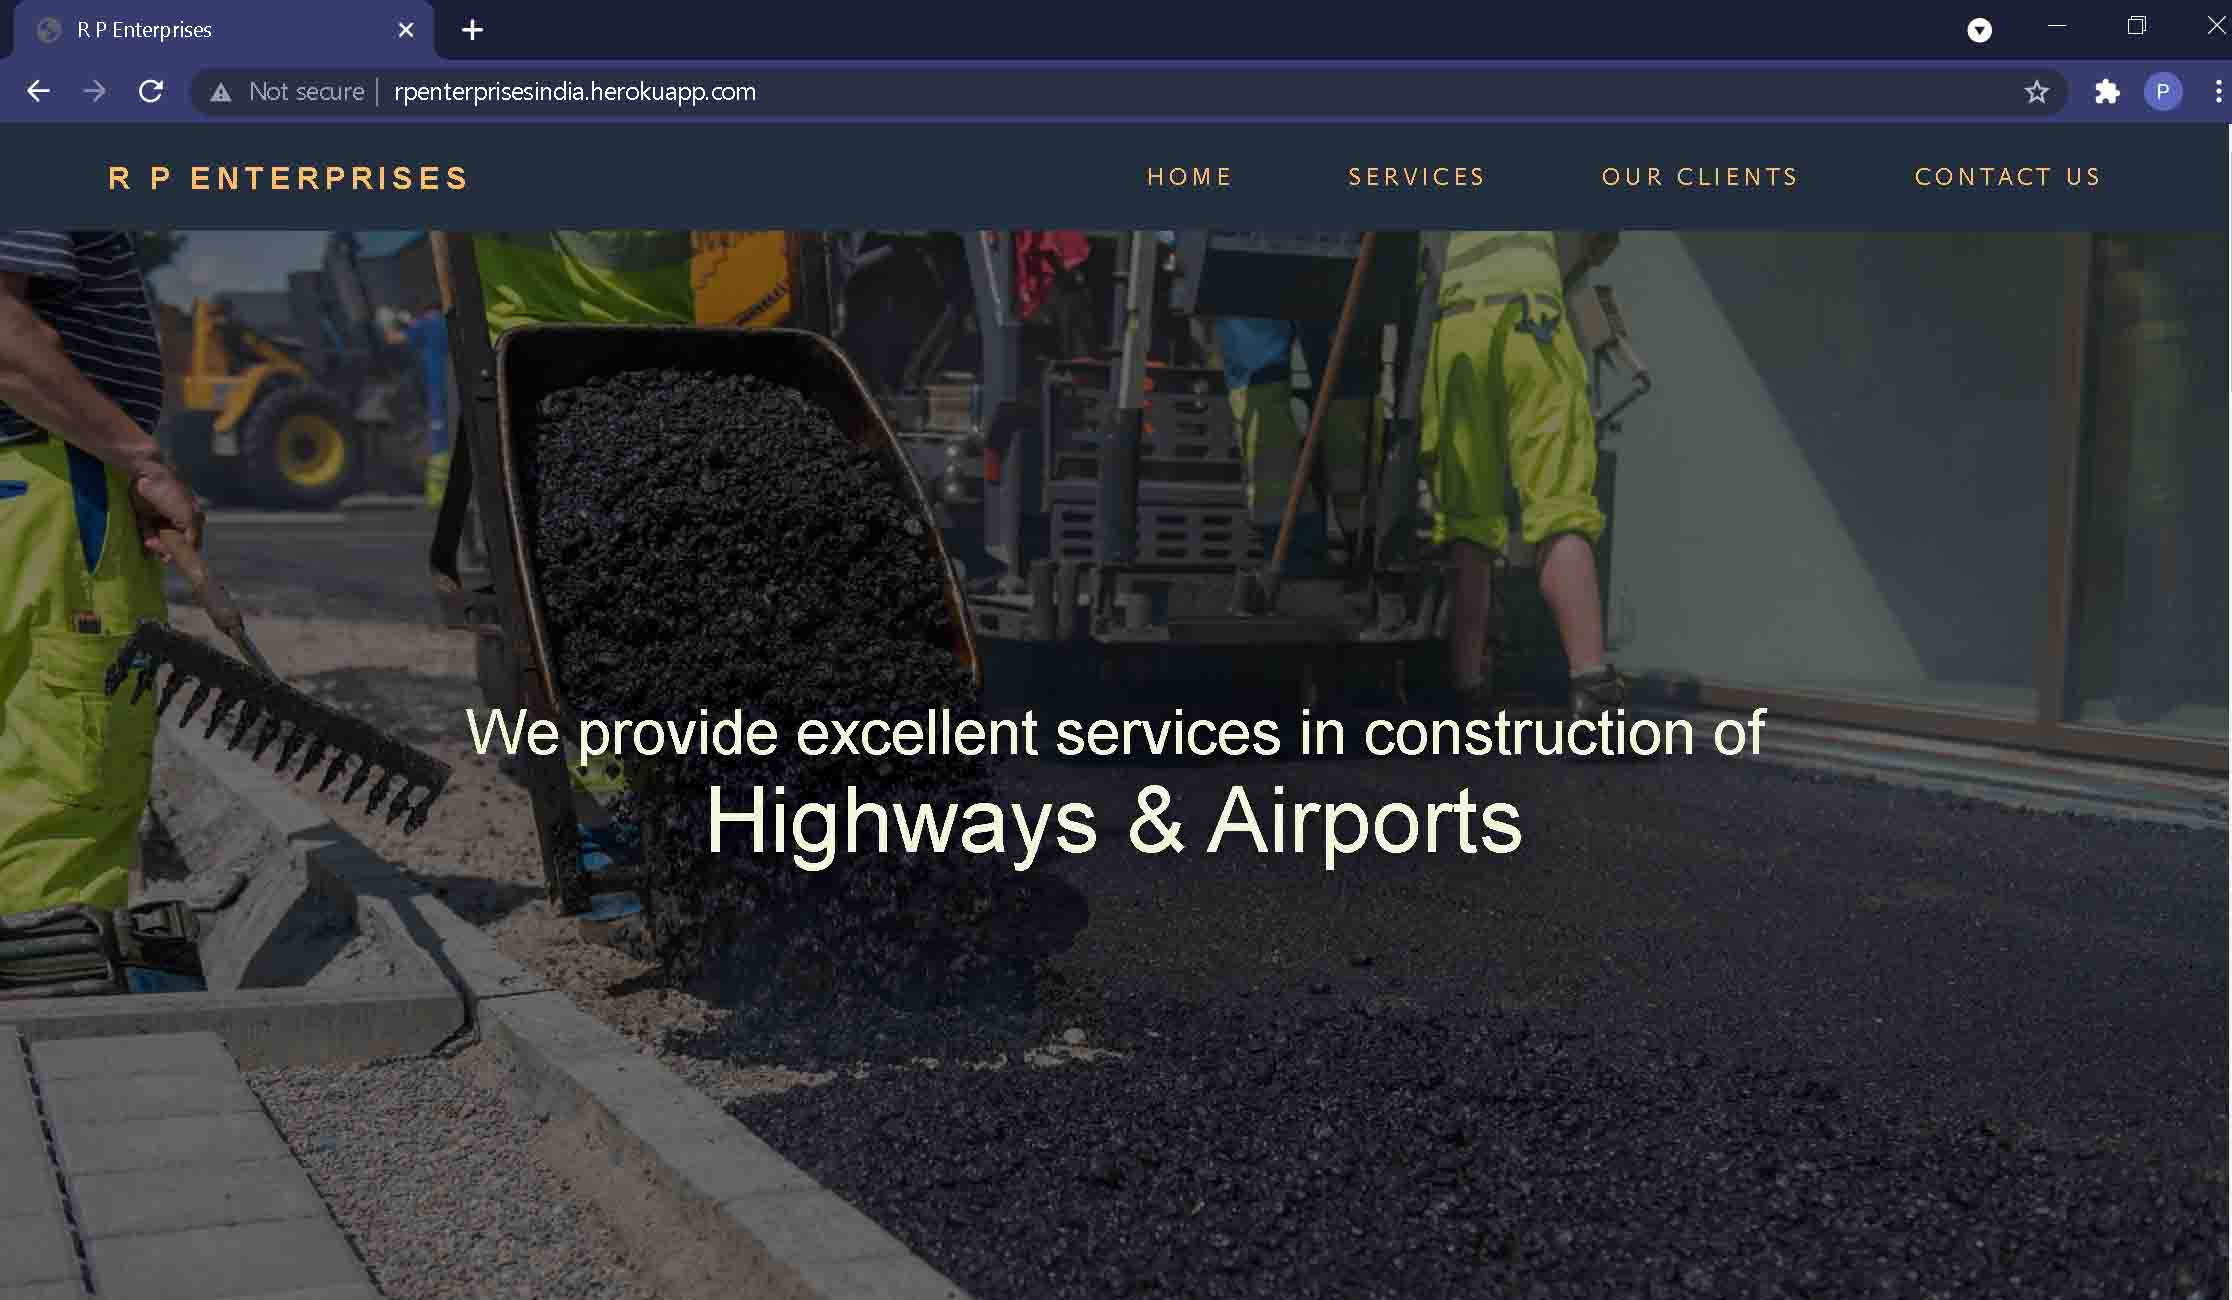 R P Enterprises
Not secure | rpenterprisesindia.herokuapp.com
P
R P ENTERPRISES
HOME SERVICES OUR CLIENTS CONTACT US
We provide excellent services in construction of
Highways & Airports